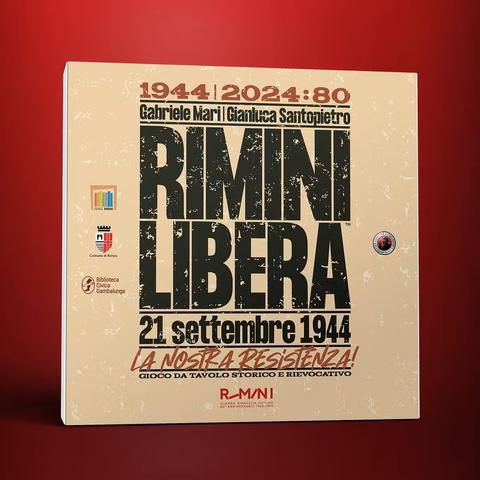 1944 | 2024:80
Gabriele Mari | Gianluca Santopietro
RIMINI
LIBERA
TM
21 settembre 1944
LA NOSTRA RESISTENZA!
GIOCO DA TAVOLO STORICO E RIEVOCATIVO
Comune di Rimini
Biblioteca
Civica
Gambalunga
RIMINI